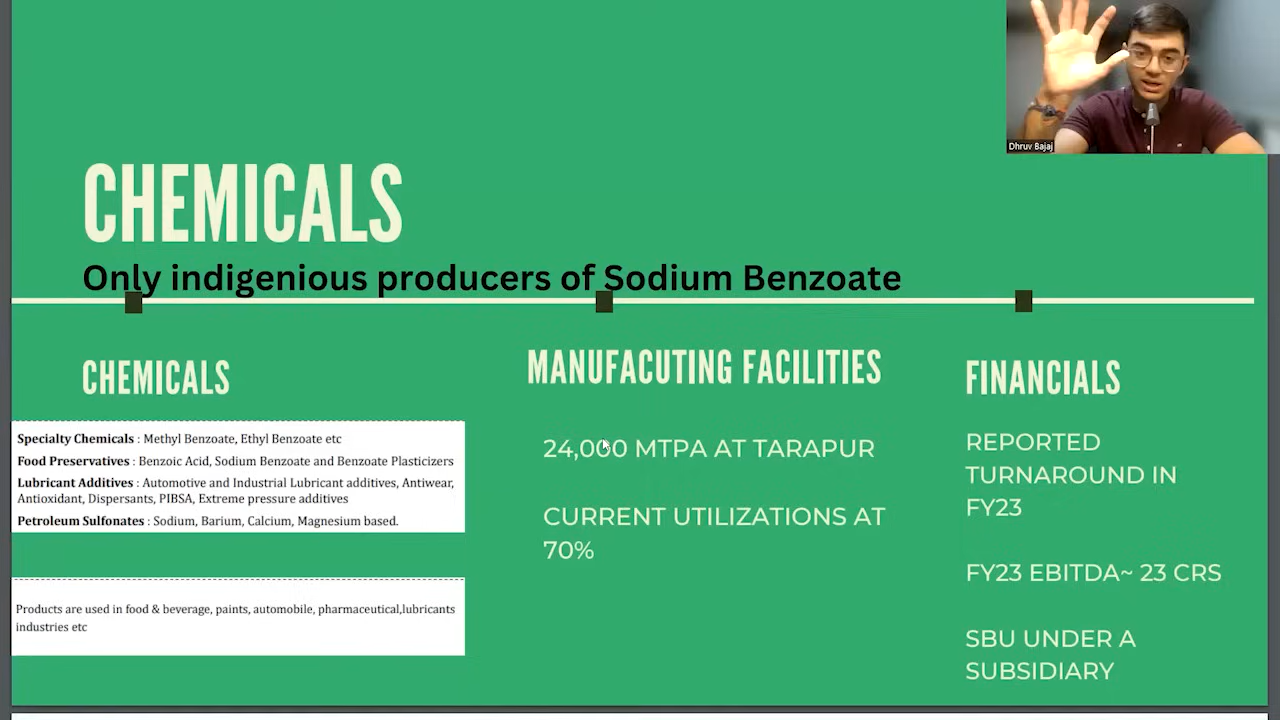 Dhruv Bajaj
CHEMICALS
Only indigenious producers of Sodium Benzoate
CHEMICALS
Specialty Chemicals : Methyl Benzoate, Ethyl Benzoate etc
Food Preservatives : Benzoic Acid, Sodium Benzoate and Benzoate Plasticizers
Lubricant Additives : Automotive and Industrial Lubricant additives, Antiwear,
Antioxidant, Dispersants, PIBSA, Extreme pressure additives
Petroleum Sulfonates : Sodium, Barium, Calcium, Magnesium based.
Products are used in food & beverage, paints, automobile, pharmaceutical,lubricants
industries etc
MANUFACUTING FACILITIES
24,000 MTPA AT TARAPUR
CURRENT UTILIZATIONS AT
70%
FINANCIALS
REPORTED
TURNAROUND IN
FY23
FY23 EBITDA~ 23 CRS
SBU UNDER A
SUBSIDIARY